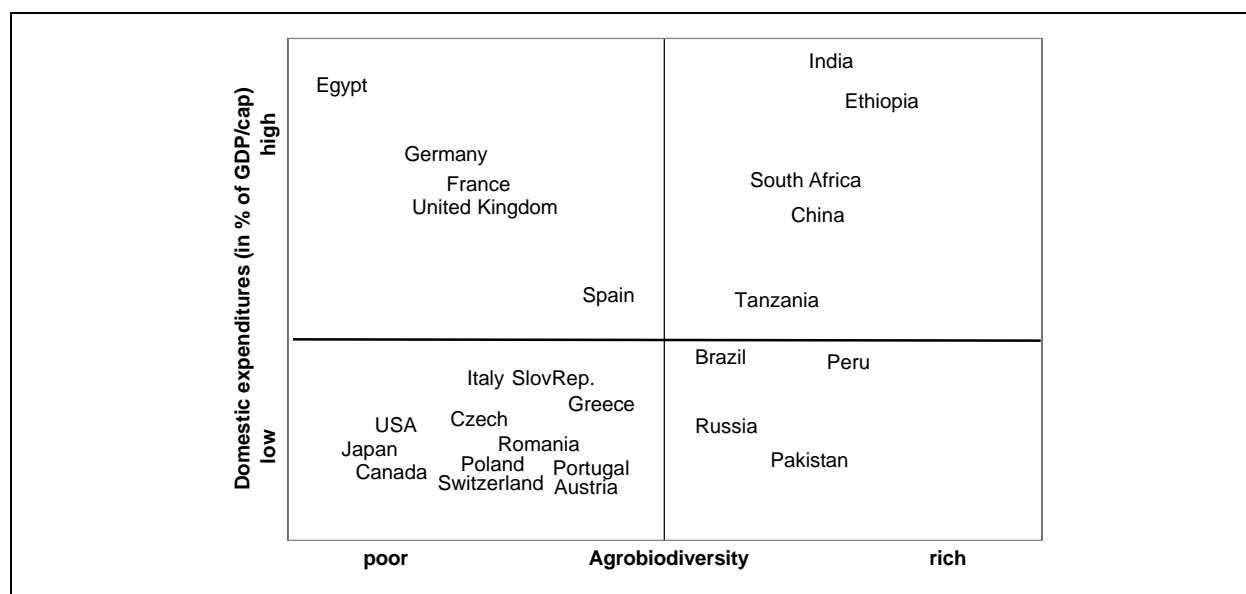 Domestic expenditures (in % of GDP/cap)
high
low
India
Egypt
Ethiopia
Germany
South Africa
France
United Kingdom
China
Spain
Tanzania
Brazil
Peru
Italy SlovRep.
Greece
Czech
USA
Russia
Romania
Japan
Poland
Pakistan
Canada
Portugal
Switzerland
Austria
poor
Agrobiodiversity
rich